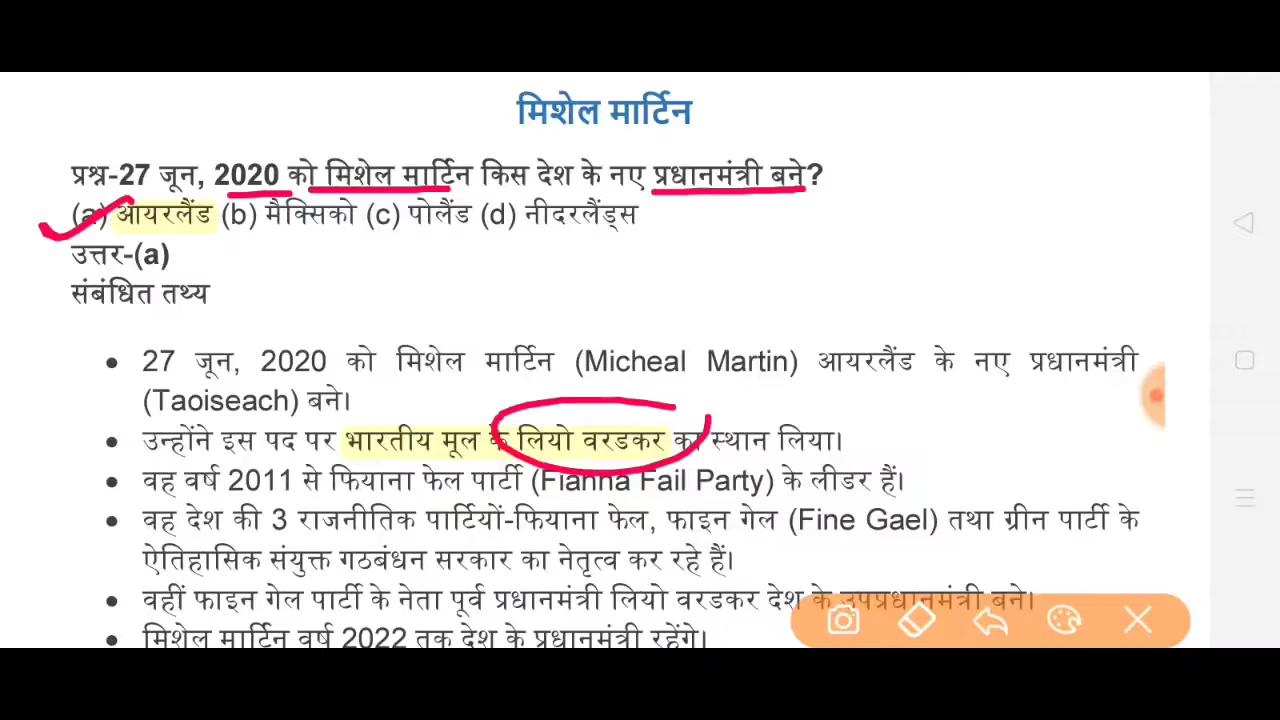 मिशेल मार्टिन
प्रश्न-27 जून, 2020 को मिशेल मार्टिन किस देश के नए प्रधानमंत्री बने?
(a) आयरलैंड (b) मैक्सिको (c) पोलैंड (d) नीदरलैंड्स
उत्तर-(a)
संबंधित तथ्य
• 27 जून, 2020 को मिशेल मार्टिन (Micheal Martin) आयरलैंड के नए प्रधानमंत्री
(Taoiseach) बने।
• उन्होंने इस पद पर भारतीय मूल के लियो वरडकर का स्थान लिया।
• वह वर्ष 2011 से फियाना फेल पार्टी (Fianna Fail Party) के लीडर हैं।
• वह देश की 3 राजनीतिक पार्टियों-फियाना फेल, फाइन गेल (Fine Gael) तथा ग्रीन पार्टी के
ऐतिहासिक संयुक्त गठबंधन सरकार का नेतृत्व कर रहे हैं।
• वहीं फाइन गेल पार्टी के नेता पूर्व प्रधानमंत्री लियो वरडकर देश के उपप्रधानमंत्री बने।
• मिशेल मार्टिन वर्ष 2022 तक देश के प्रधानमंत्री रहेंगे।